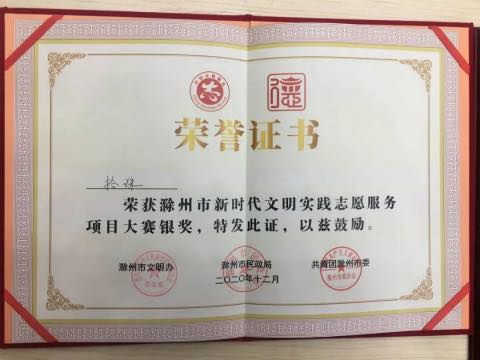 荣誉证书
拾球
荣获滁州市新时代文明实践志愿服务
项目大赛银奖，特发此证，以兹鼓励。
滁州市文明办 滁州市民政局 共青团滁州市委
二〇二〇年十二月